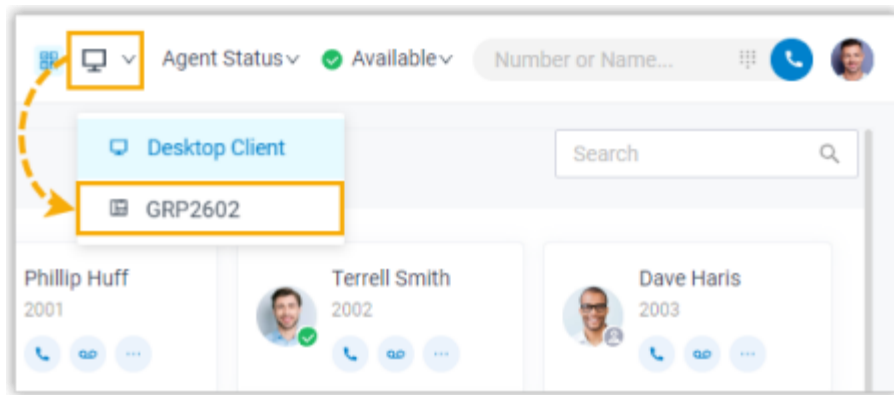 Agent Status Available Number or Name...
Desktop Client
Search
GRP2602
Phillip Huff Terrell Smith Dave Haris
2001 2002 2003